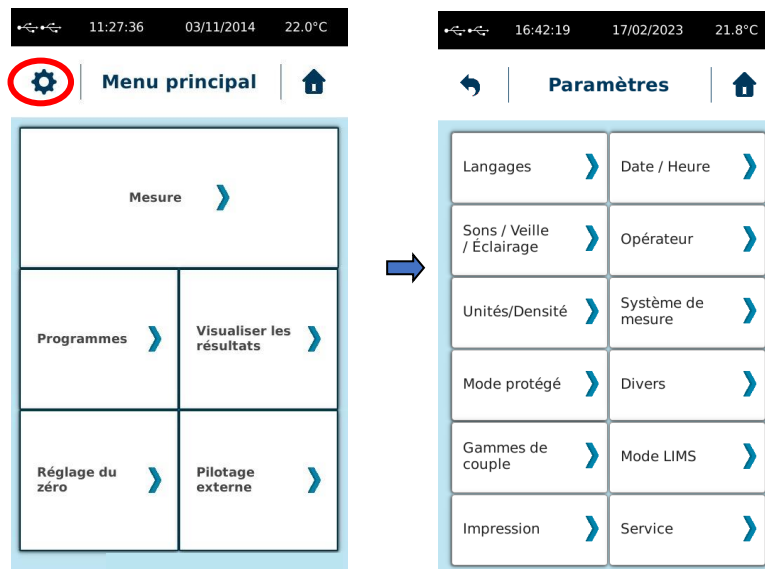 11:27:36 03/11/2014 22.0°C
Menu principal
Mesure
Programmes
Visualiser les
résultats
Réglage du
zéro
Pilotage
externe
16:42:19 17/02/2023 21.8°C
Paramètres
Langages
Date / Heure
Sons / Veille
/ Éclairage
Opérateur
Unités/Densité
Système de
mesure
Mode protégé
Divers
Gammes de
couple
Mode LIMS
Impression
Service